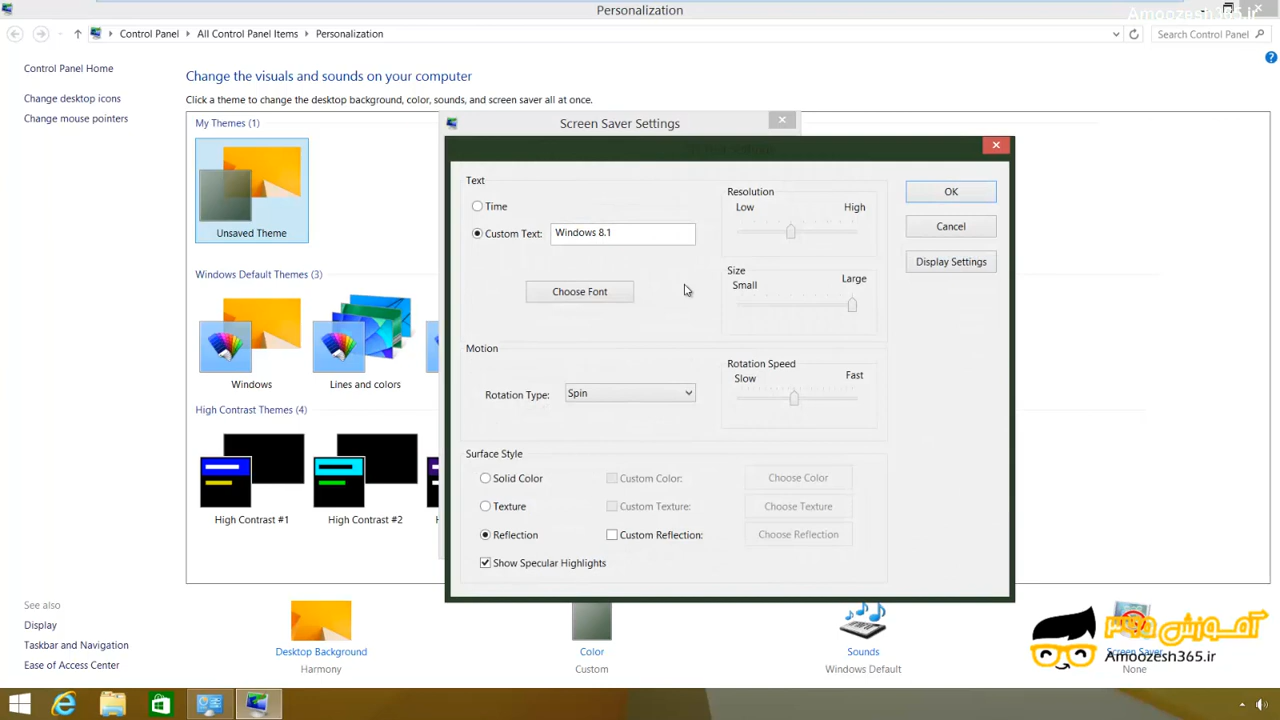 Personalization
Amoozesh365.ir
Control Panel
All Control Panel Items
Personalization
Search Control Panel
Control Panel Home
Change desktop icons
Change mouse pointers
Change the visuals and sounds on your computer
Click a theme to change the desktop background, color, sounds, and screen saver all at once.
My Themes (1)
Unsaved Theme
Windows Default Themes (3)
Windows
Lines and colors
High Contrast Themes (4)
High Contrast #1
High Contrast #2
Screen Saver Settings
Text
Time
Custom Text:
Windows 8.1
Choose Font
Resolution
Low
High
Size
Small
Large
OK
Cancel
Display Settings
Motion
Rotation Type:
Spin
Rotation Speed
Slow
Fast
Surface Style
Solid Color
Custom Color:
Choose Color
Texture
Custom Texture:
Choose Texture
Reflection
Custom Reflection:
Choose Reflection
Show Specular Highlights
See also
Display
Taskbar and Navigation
Ease of Access Center
Desktop Background
Harmony
Color
Custom
Sounds
Windows Default
Screen Saver
None
آموزش ۳۶۵
Amoozesh365.ir